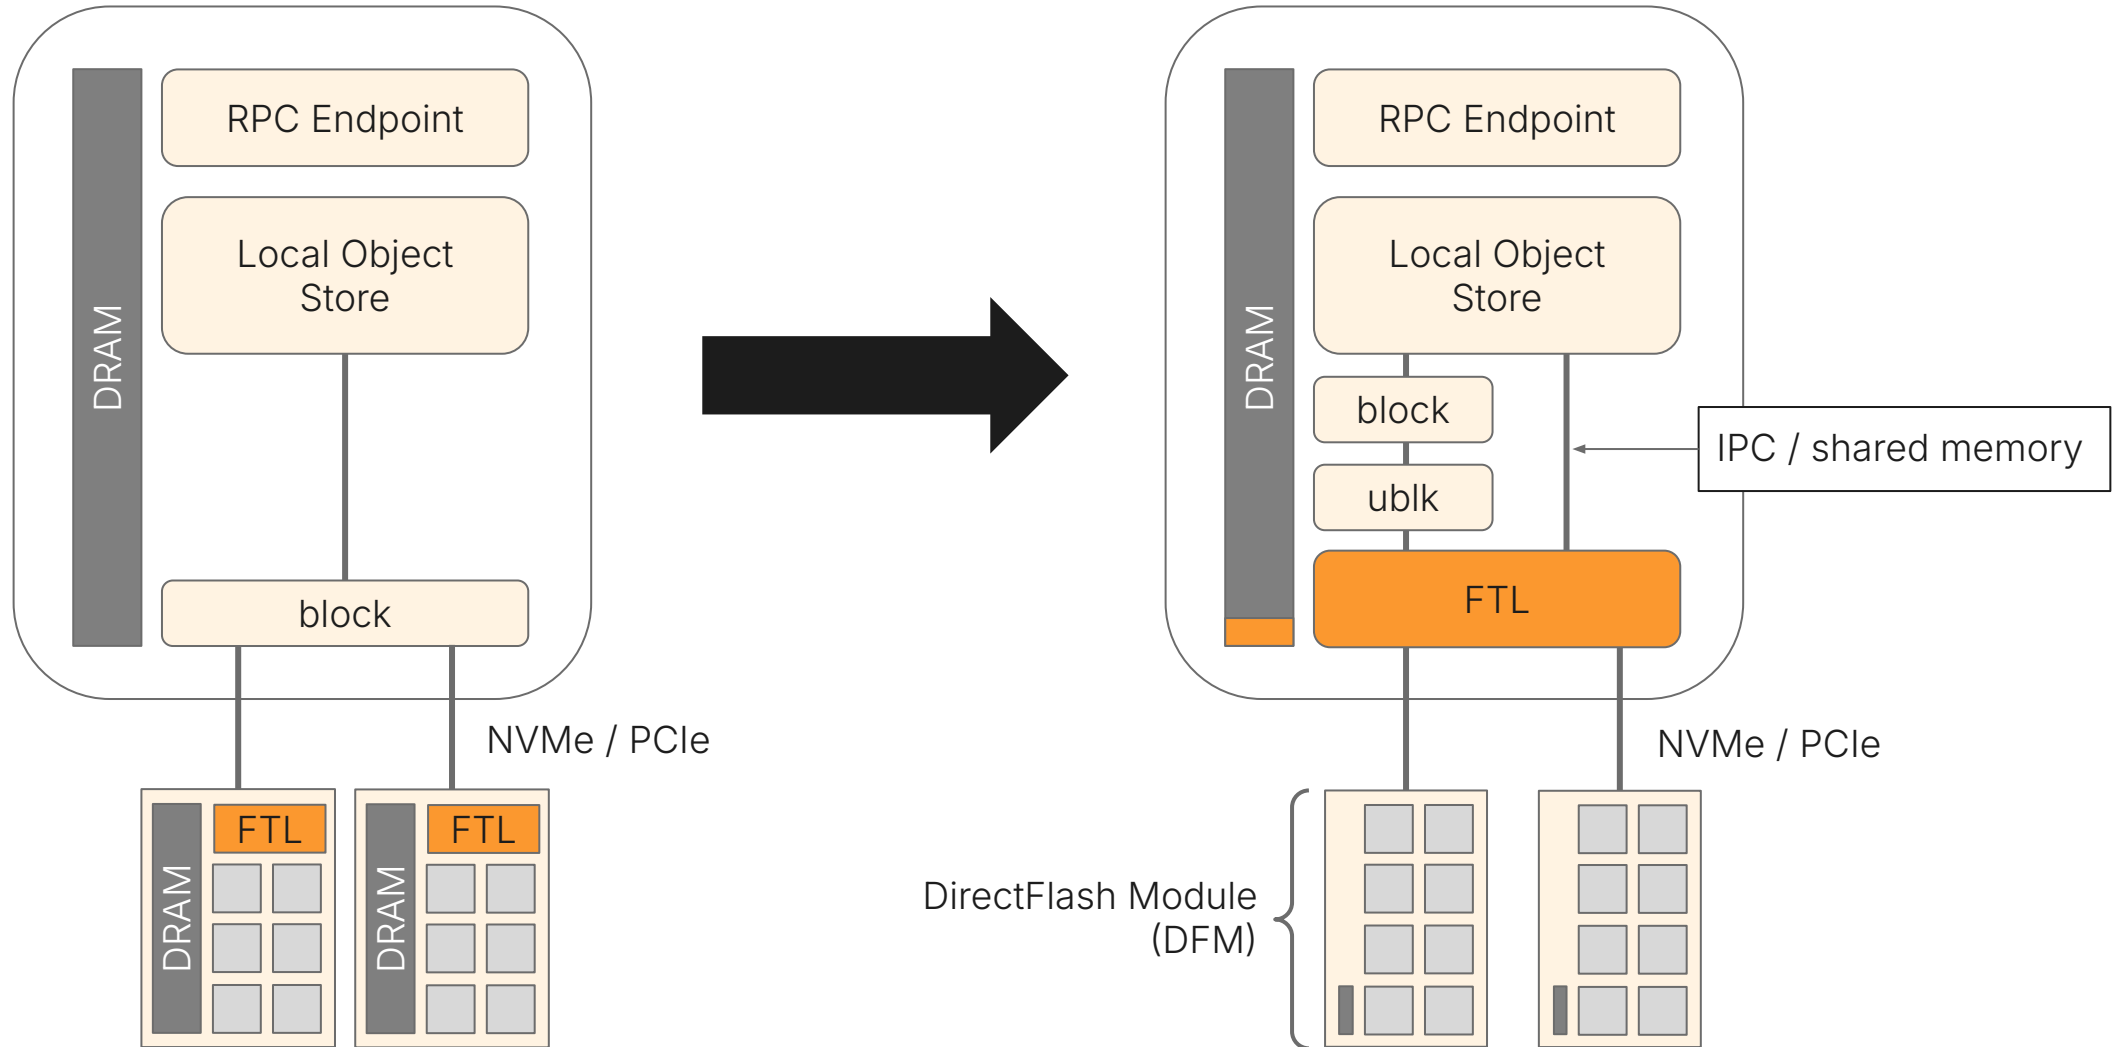 DRAM
RPC Endpoint
Local Object
Store
block
NVMe / PCIe
DRAM
FTL
DRAM
FTL
DRAM
RPC Endpoint
Local Object
Store
block
ublk
IPC / shared memory
FTL
NVMe / PCIe
DirectFlash Module
(DFM)